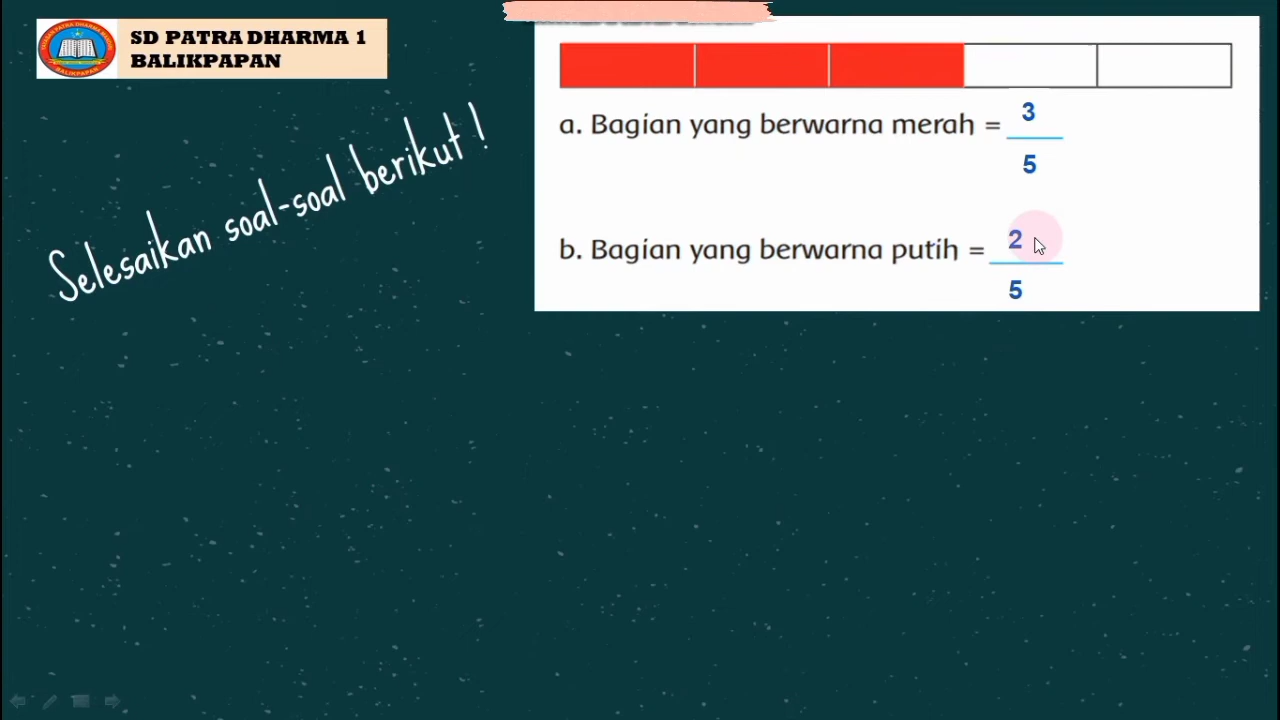 SD PATRA DHARMA 1
BALIKPAPAN
Selesaikan soal-soal berikut !
a. Bagian yang berwarna merah = 3
5
b. Bagian yang berwarna putih = 2
5